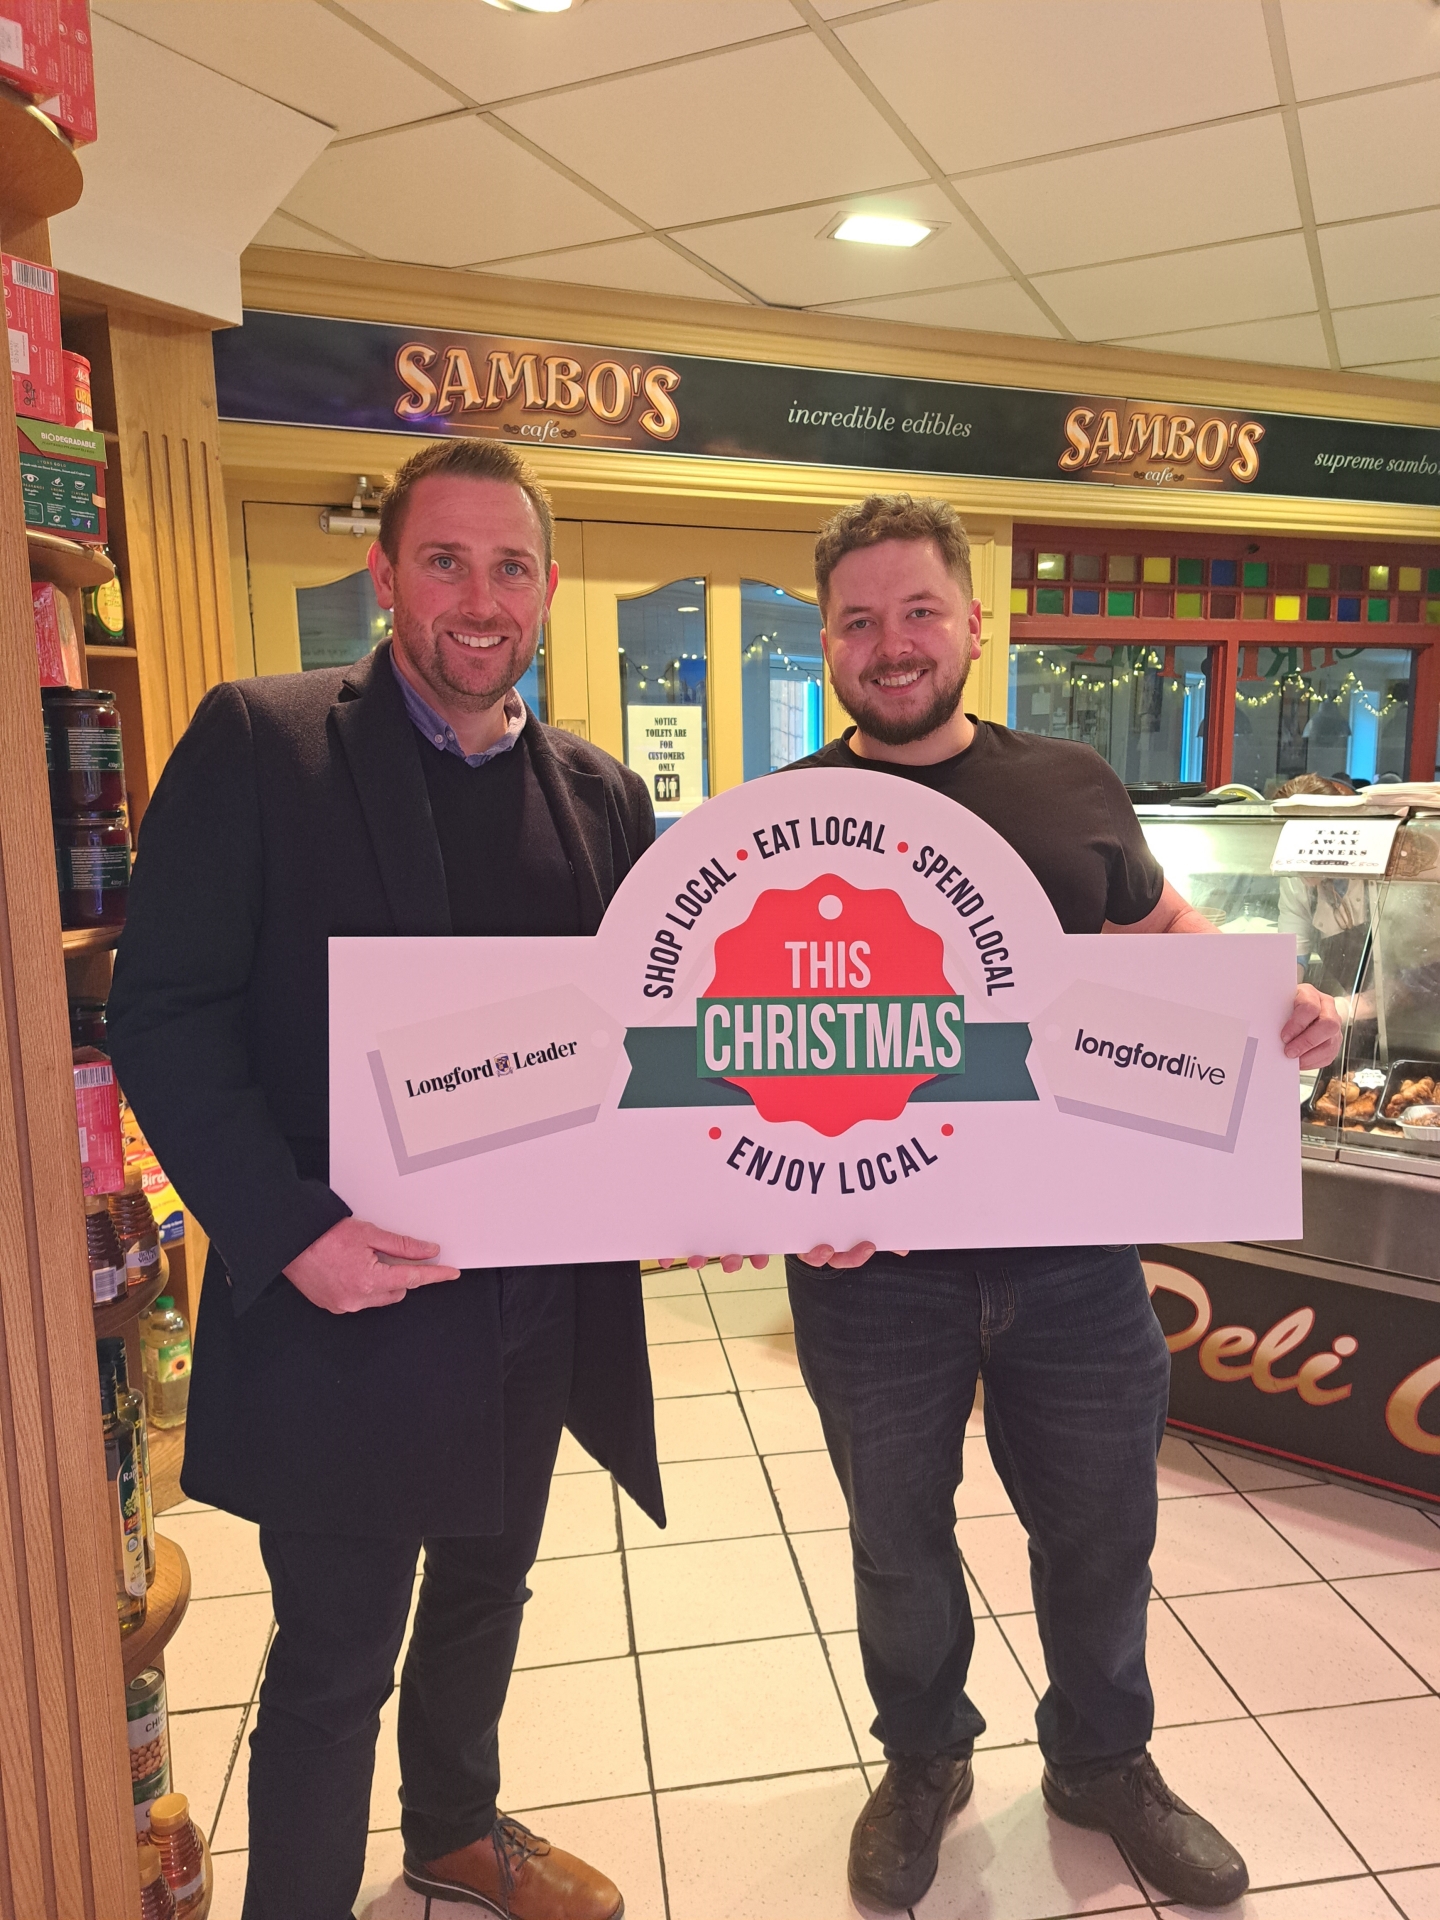 SAMBO'S
café
incredible edibles
SAMBO'S
café
supreme sambo
BIODEGRADABLE
NOTICE
TOILETS ARE
FOR
CUSTOMERS
ONLY
TAKE
AWAY
DINNERS
SHOP LOCAL • EAT LOCAL • SPEND LOCAL
THIS
CHRISTMAS
Longford Leader
longfordlive
• ENJOY LOCAL •
Deli
Bird